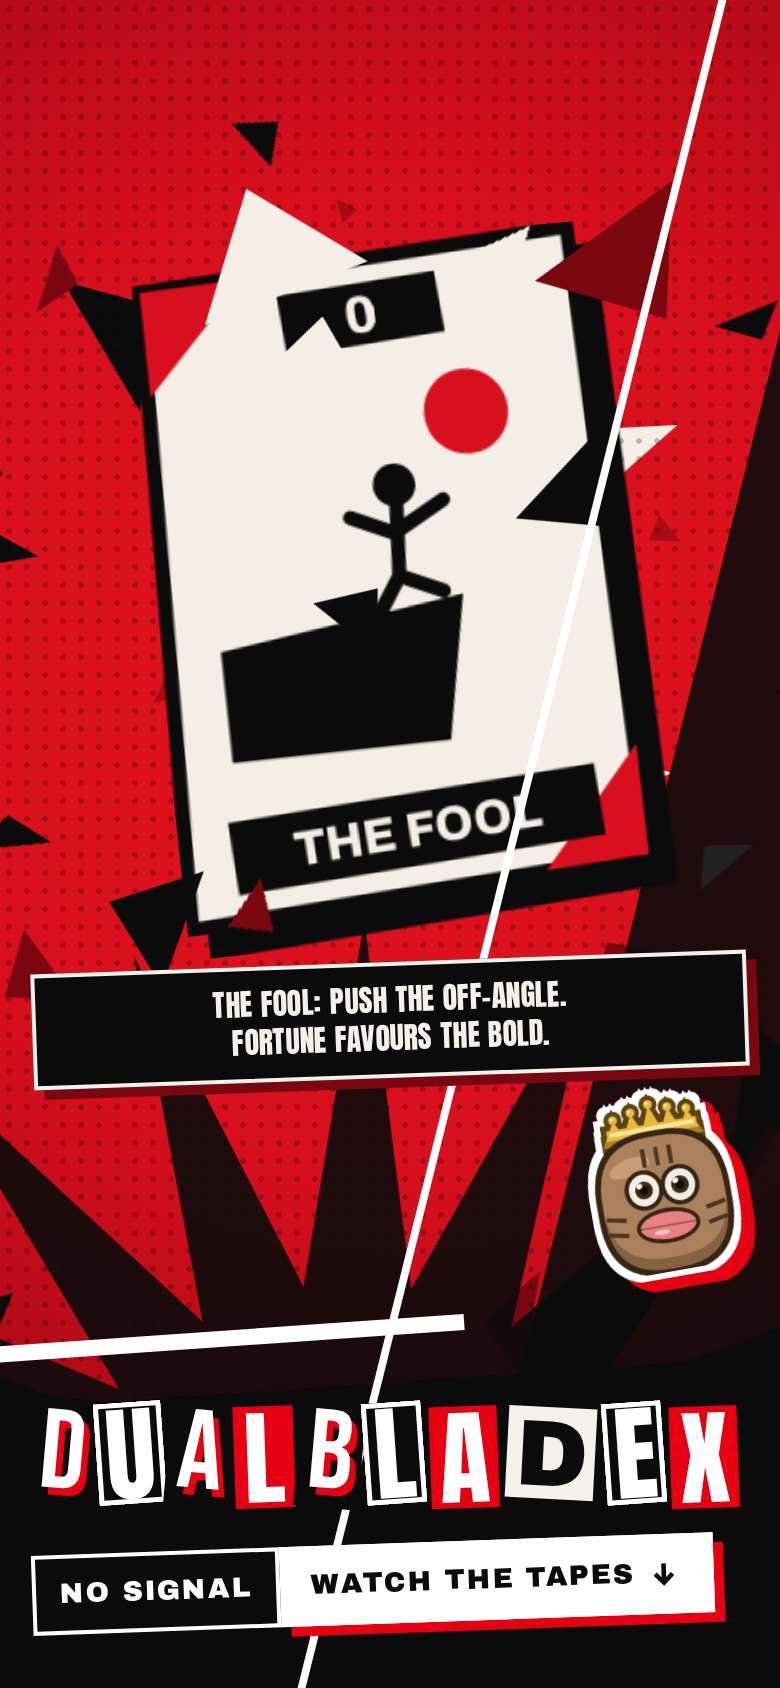 0
THE FOOL
THE FOOL: PUSH THE OFF-ANGLE.
FORTUNE FAVOURS THE BOLD.
DUALBLADEX
NO SIGNAL
WATCH THE TAPES ↓